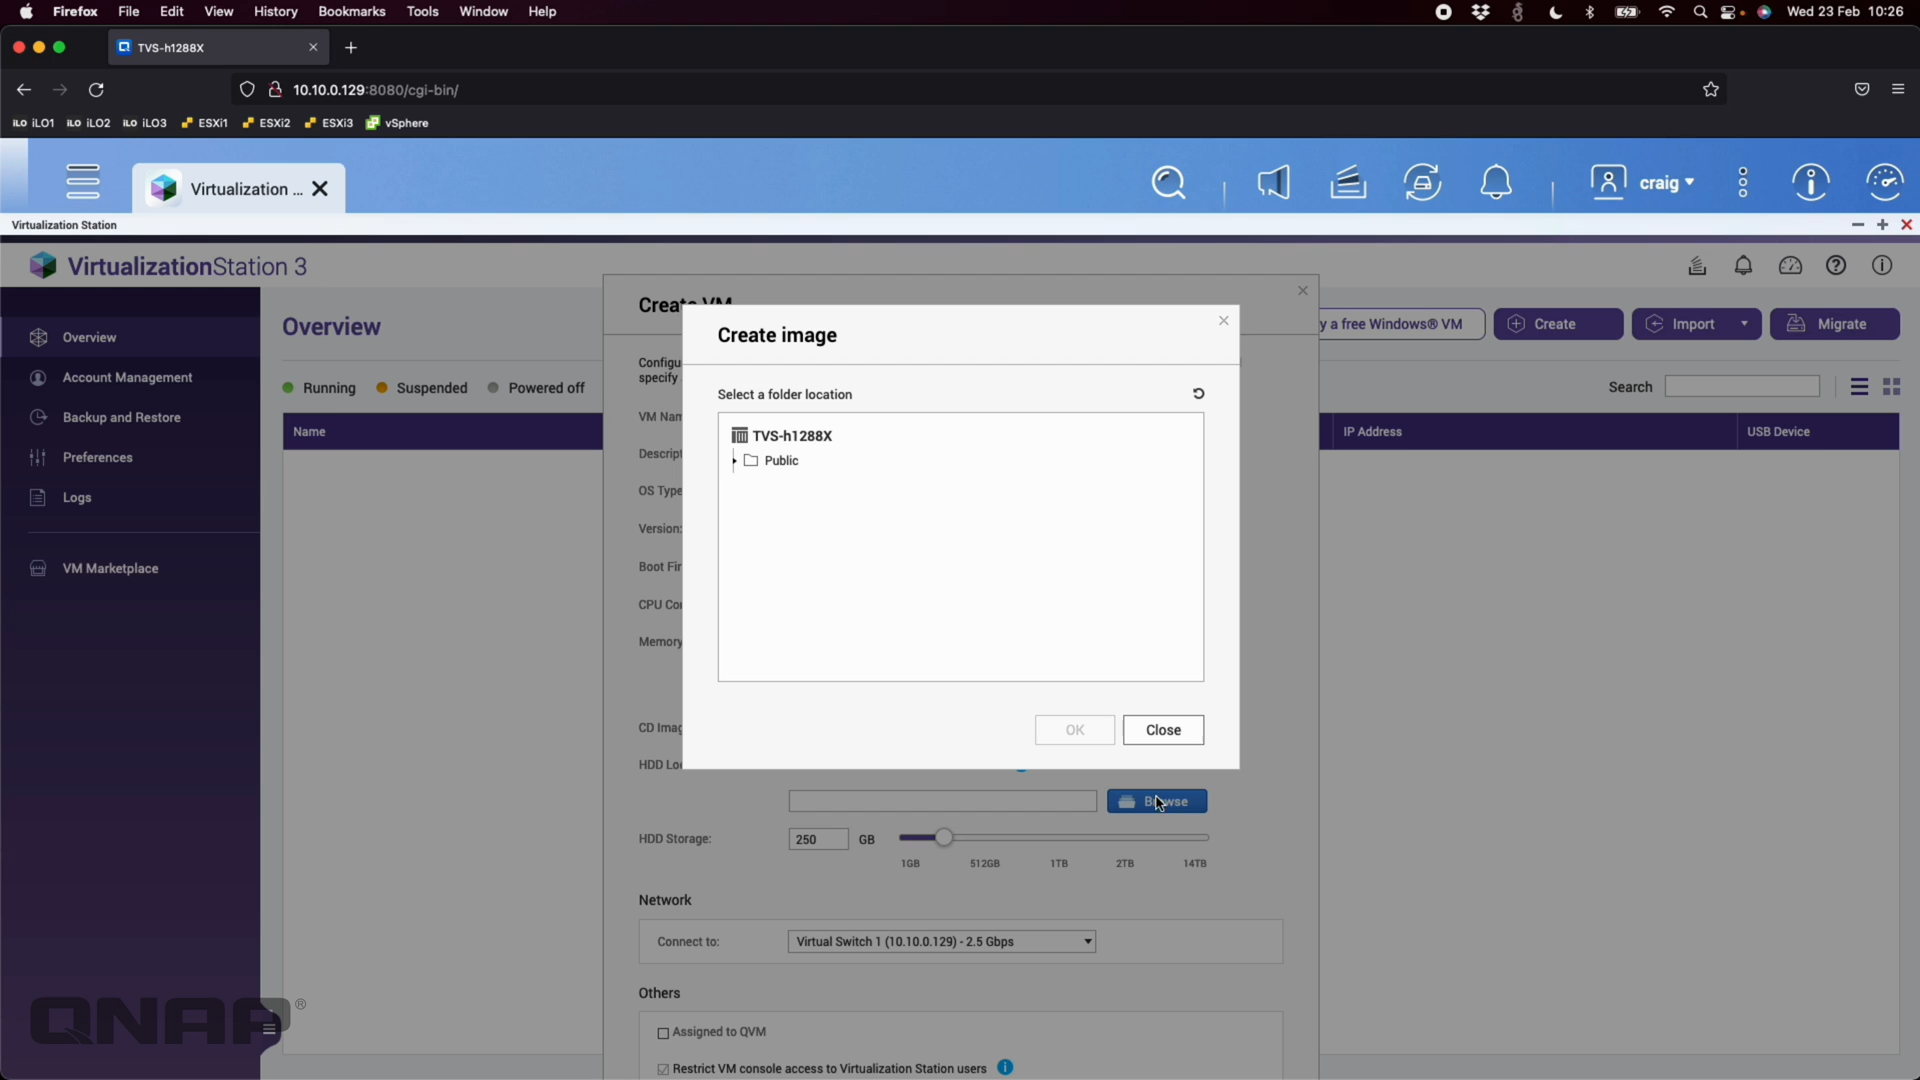 Firefox File Edit View History Bookmarks Tools Window Help Wed 23 Feb 10:26
TVS-h1288X
10.10.0.129:8080/cgi-bin/
iLO iLO1 iLO iLO2 iLO iLO3 ESXi1 ESXi2 ESXi3 vSphere
Virtualization ... craig
Virtualization Station
VirtualizationStation 3
Overview
Account Management
Backup and Restore
Preferences
Logs
VM Marketplace
Overview
y a free Windows® VM Create Import Migrate
Running Suspended Powered off Search
Name IP Address USB Device
Create VM
Configu
specify
VM Nam
Descript
OS Type
Version:
Boot Fir
CPU Co
Memory
CD Imag
HDD Lo
Create image
Select a folder location
TVS-h1288X
Public
OK Close
Browse
HDD Storage: 250 GB
1GB 512GB 1TB 2TB 14TB
Network
Connect to: Virtual Switch 1 (10.10.0.129) - 2.5 Gbps
Others
Assigned to QVM
Restrict VM console access to Virtualization Station users
QNAP®